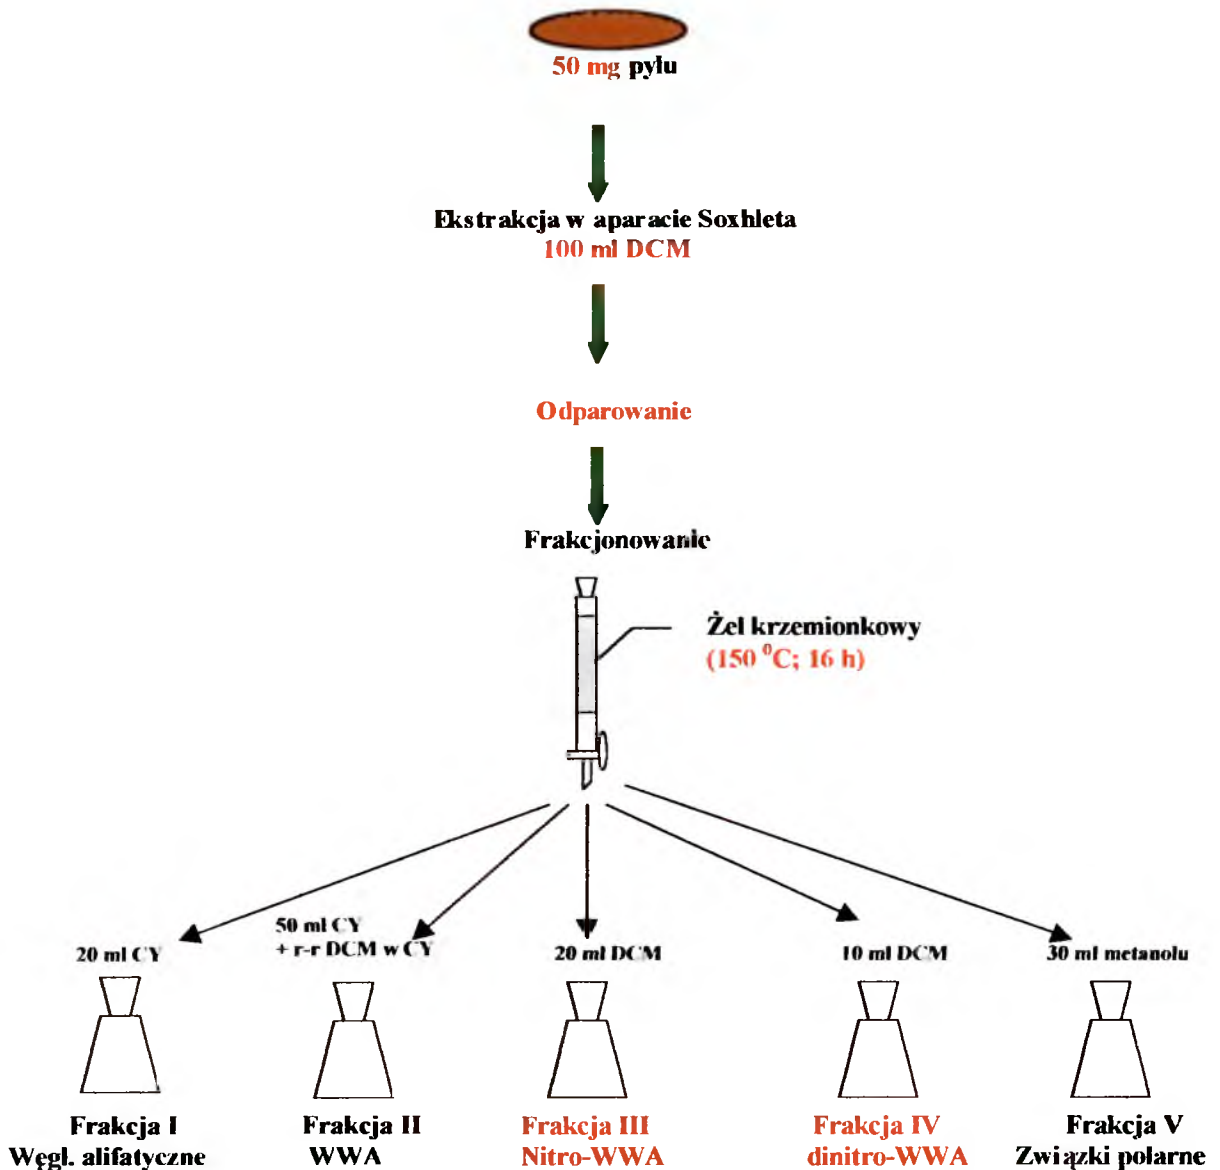 50 mg pyłu
Ekstrakcja w aparacie Soxhleta
100 ml DCM
Odparowanie
Frakcjonowanie
Żel krzemionkowy
(150 ⁰C; 16 h)
20 ml CY
50 ml CY
+ r-r DCM w CY
20 ml DCM
10 ml DCM
30 ml metanolu
Frakcja I
Węgl. alifatyczne
Frakcja II
WWA
Frakcja III
Nitro-WWA
Frakcja IV
dinitro-WWA
Frakcja V
Związki polarne